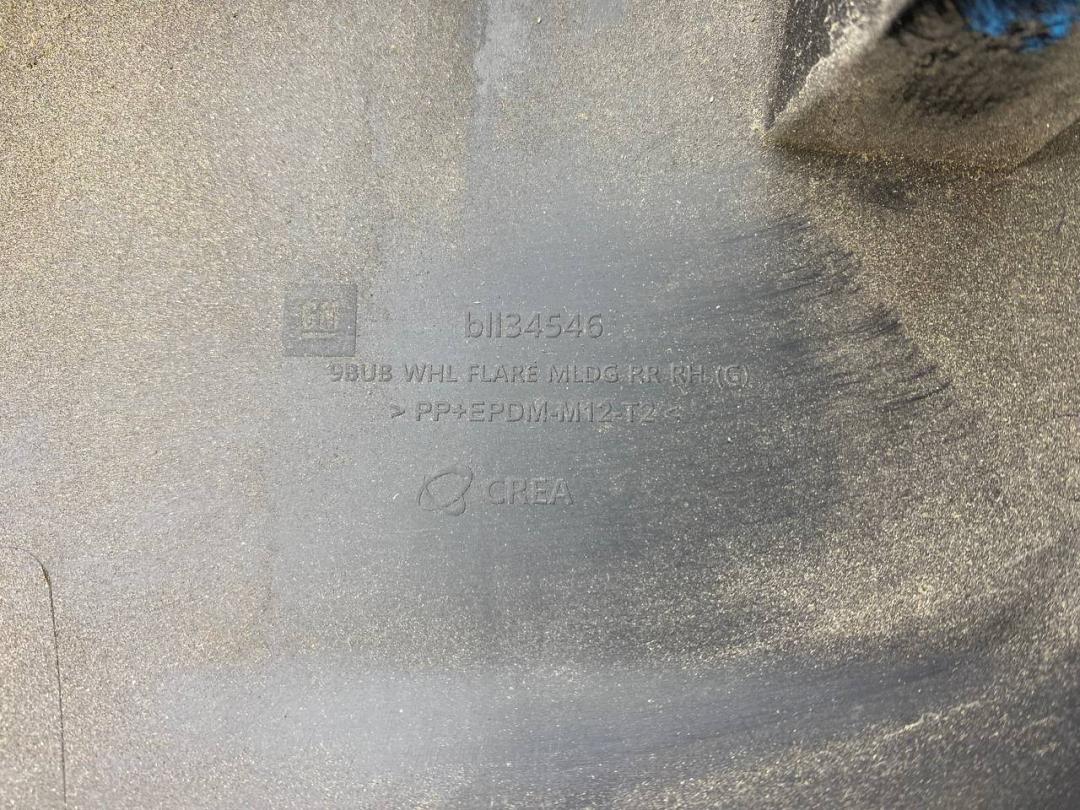 GM
bll34546
9BUB WHL FLARE MLDG RR RH (G)
> PP+EPDM-M12-T2 <
CREA